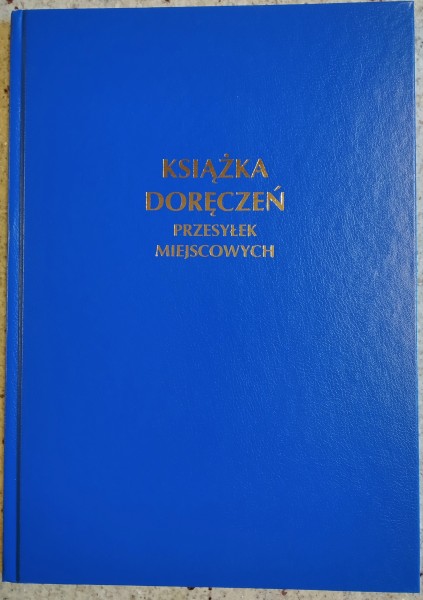 KSIĄŻKA
DORĘCZEŃ
PRZESYŁEK
MIEJSCOWYCH